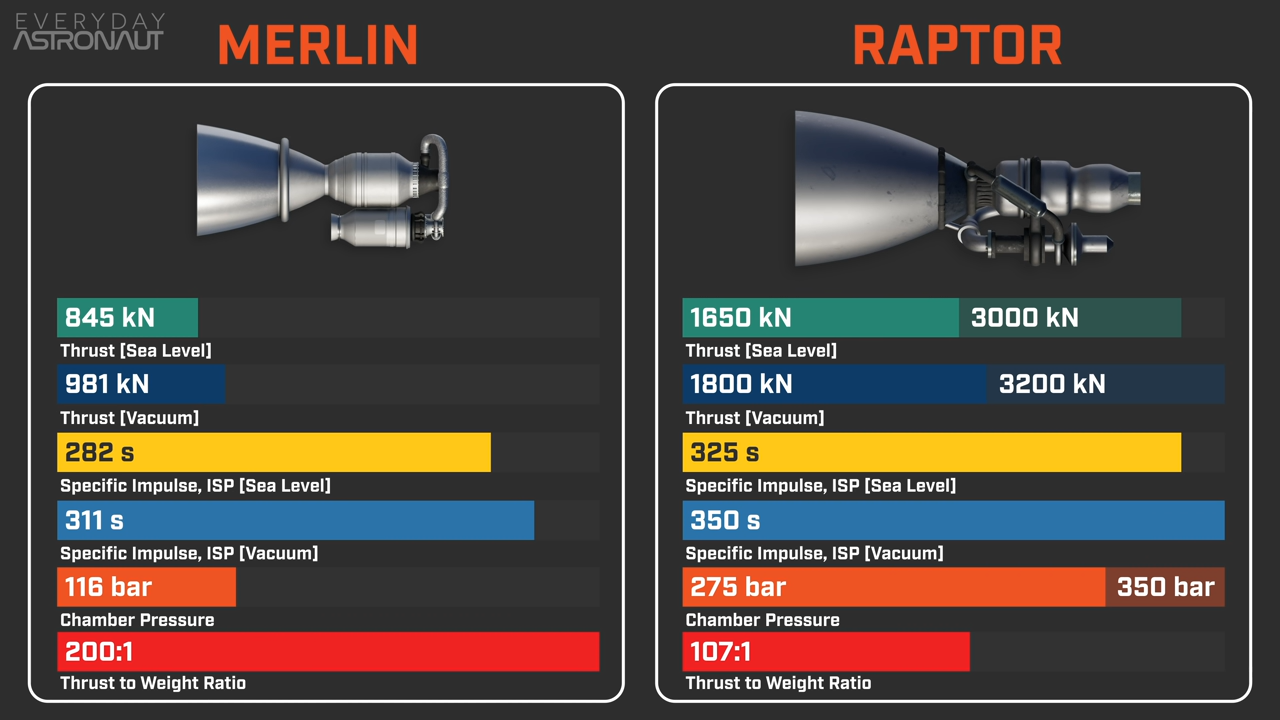 EVERYDAY
ASTRONAUT
MERLIN
845 kN
Thrust [Sea Level]
981 kN
Thrust [Vacuum]
282 s
Specific Impulse, ISP [Sea Level]
311 s
Specific Impulse, ISP [Vacuum]
116 bar
Chamber Pressure
200:1
Thrust to Weight Ratio
RAPTOR
1650 kN 3000 kN
Thrust [Sea Level]
1800 kN 3200 kN
Thrust [Vacuum]
325 s
Specific Impulse, ISP [Sea Level]
350 s
Specific Impulse, ISP [Vacuum]
275 bar 350 bar
Chamber Pressure
107:1
Thrust to Weight Ratio